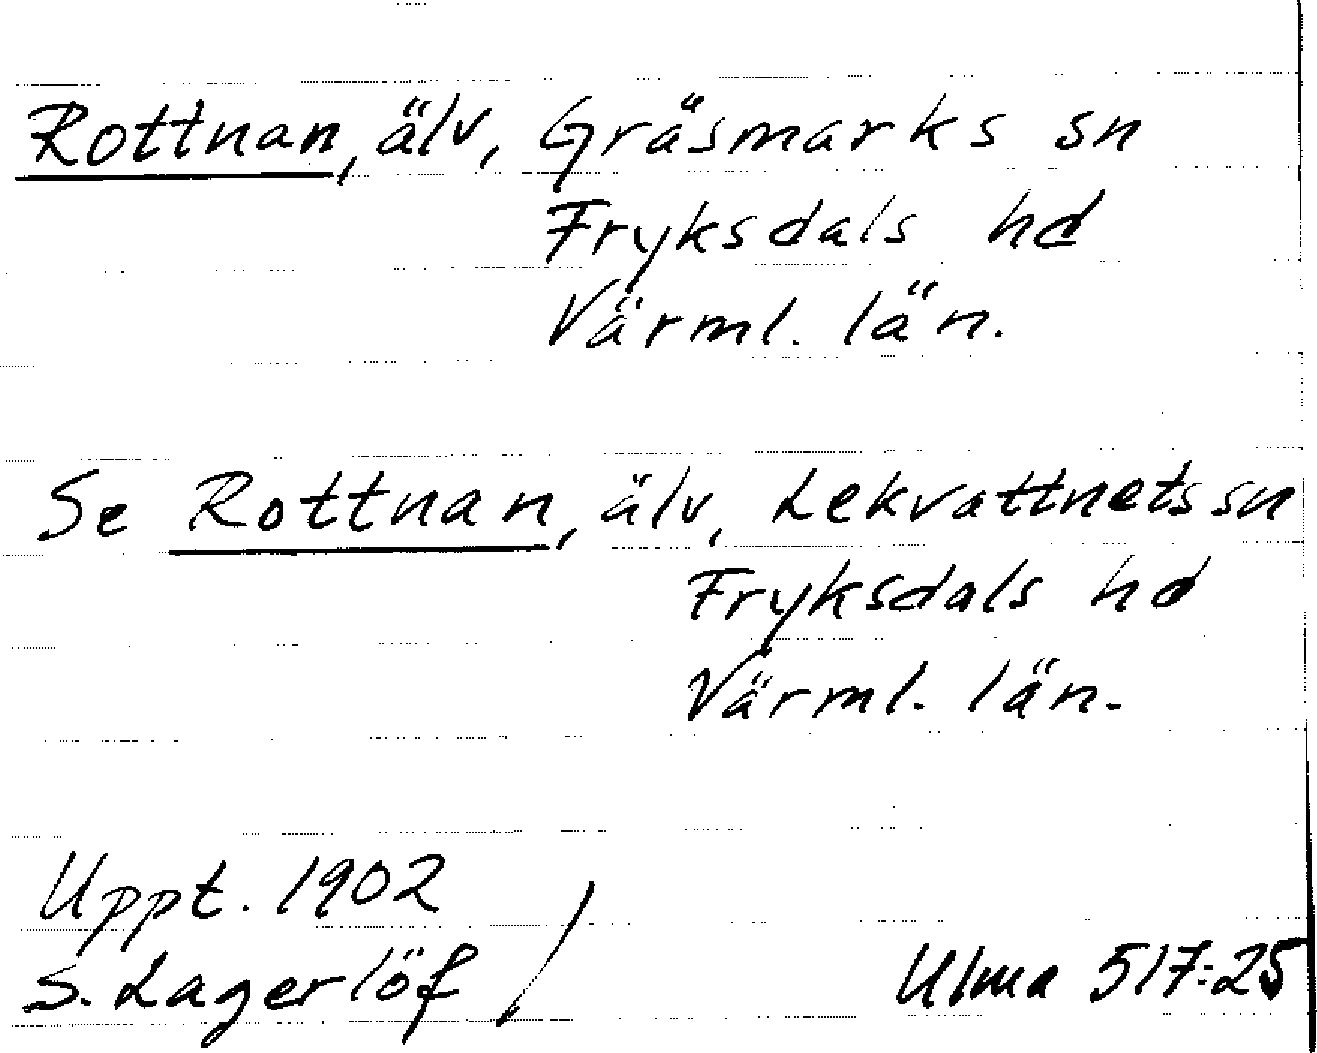 Rottnan, älv, Gräsmarks sn
Fryksdals hd
Värml. län.
Se Rottnan, älv, Lekvattnets sn
Fryksdals hd
Värml. län.
Uppt. 1902
S. Lagerlöf /
Ulma 517:25